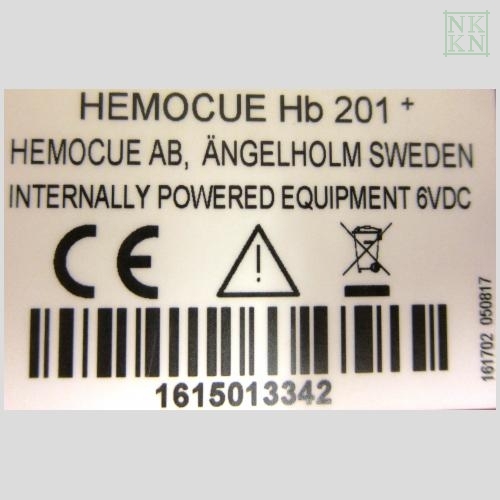 NK
KN
HEMOCUE Hb 201 +
HEMOCUE AB, ÄNGELHOLM SWEDEN
INTERNALLY POWERED EQUIPMENT 6VDC
CE
1615013342
161702 050817